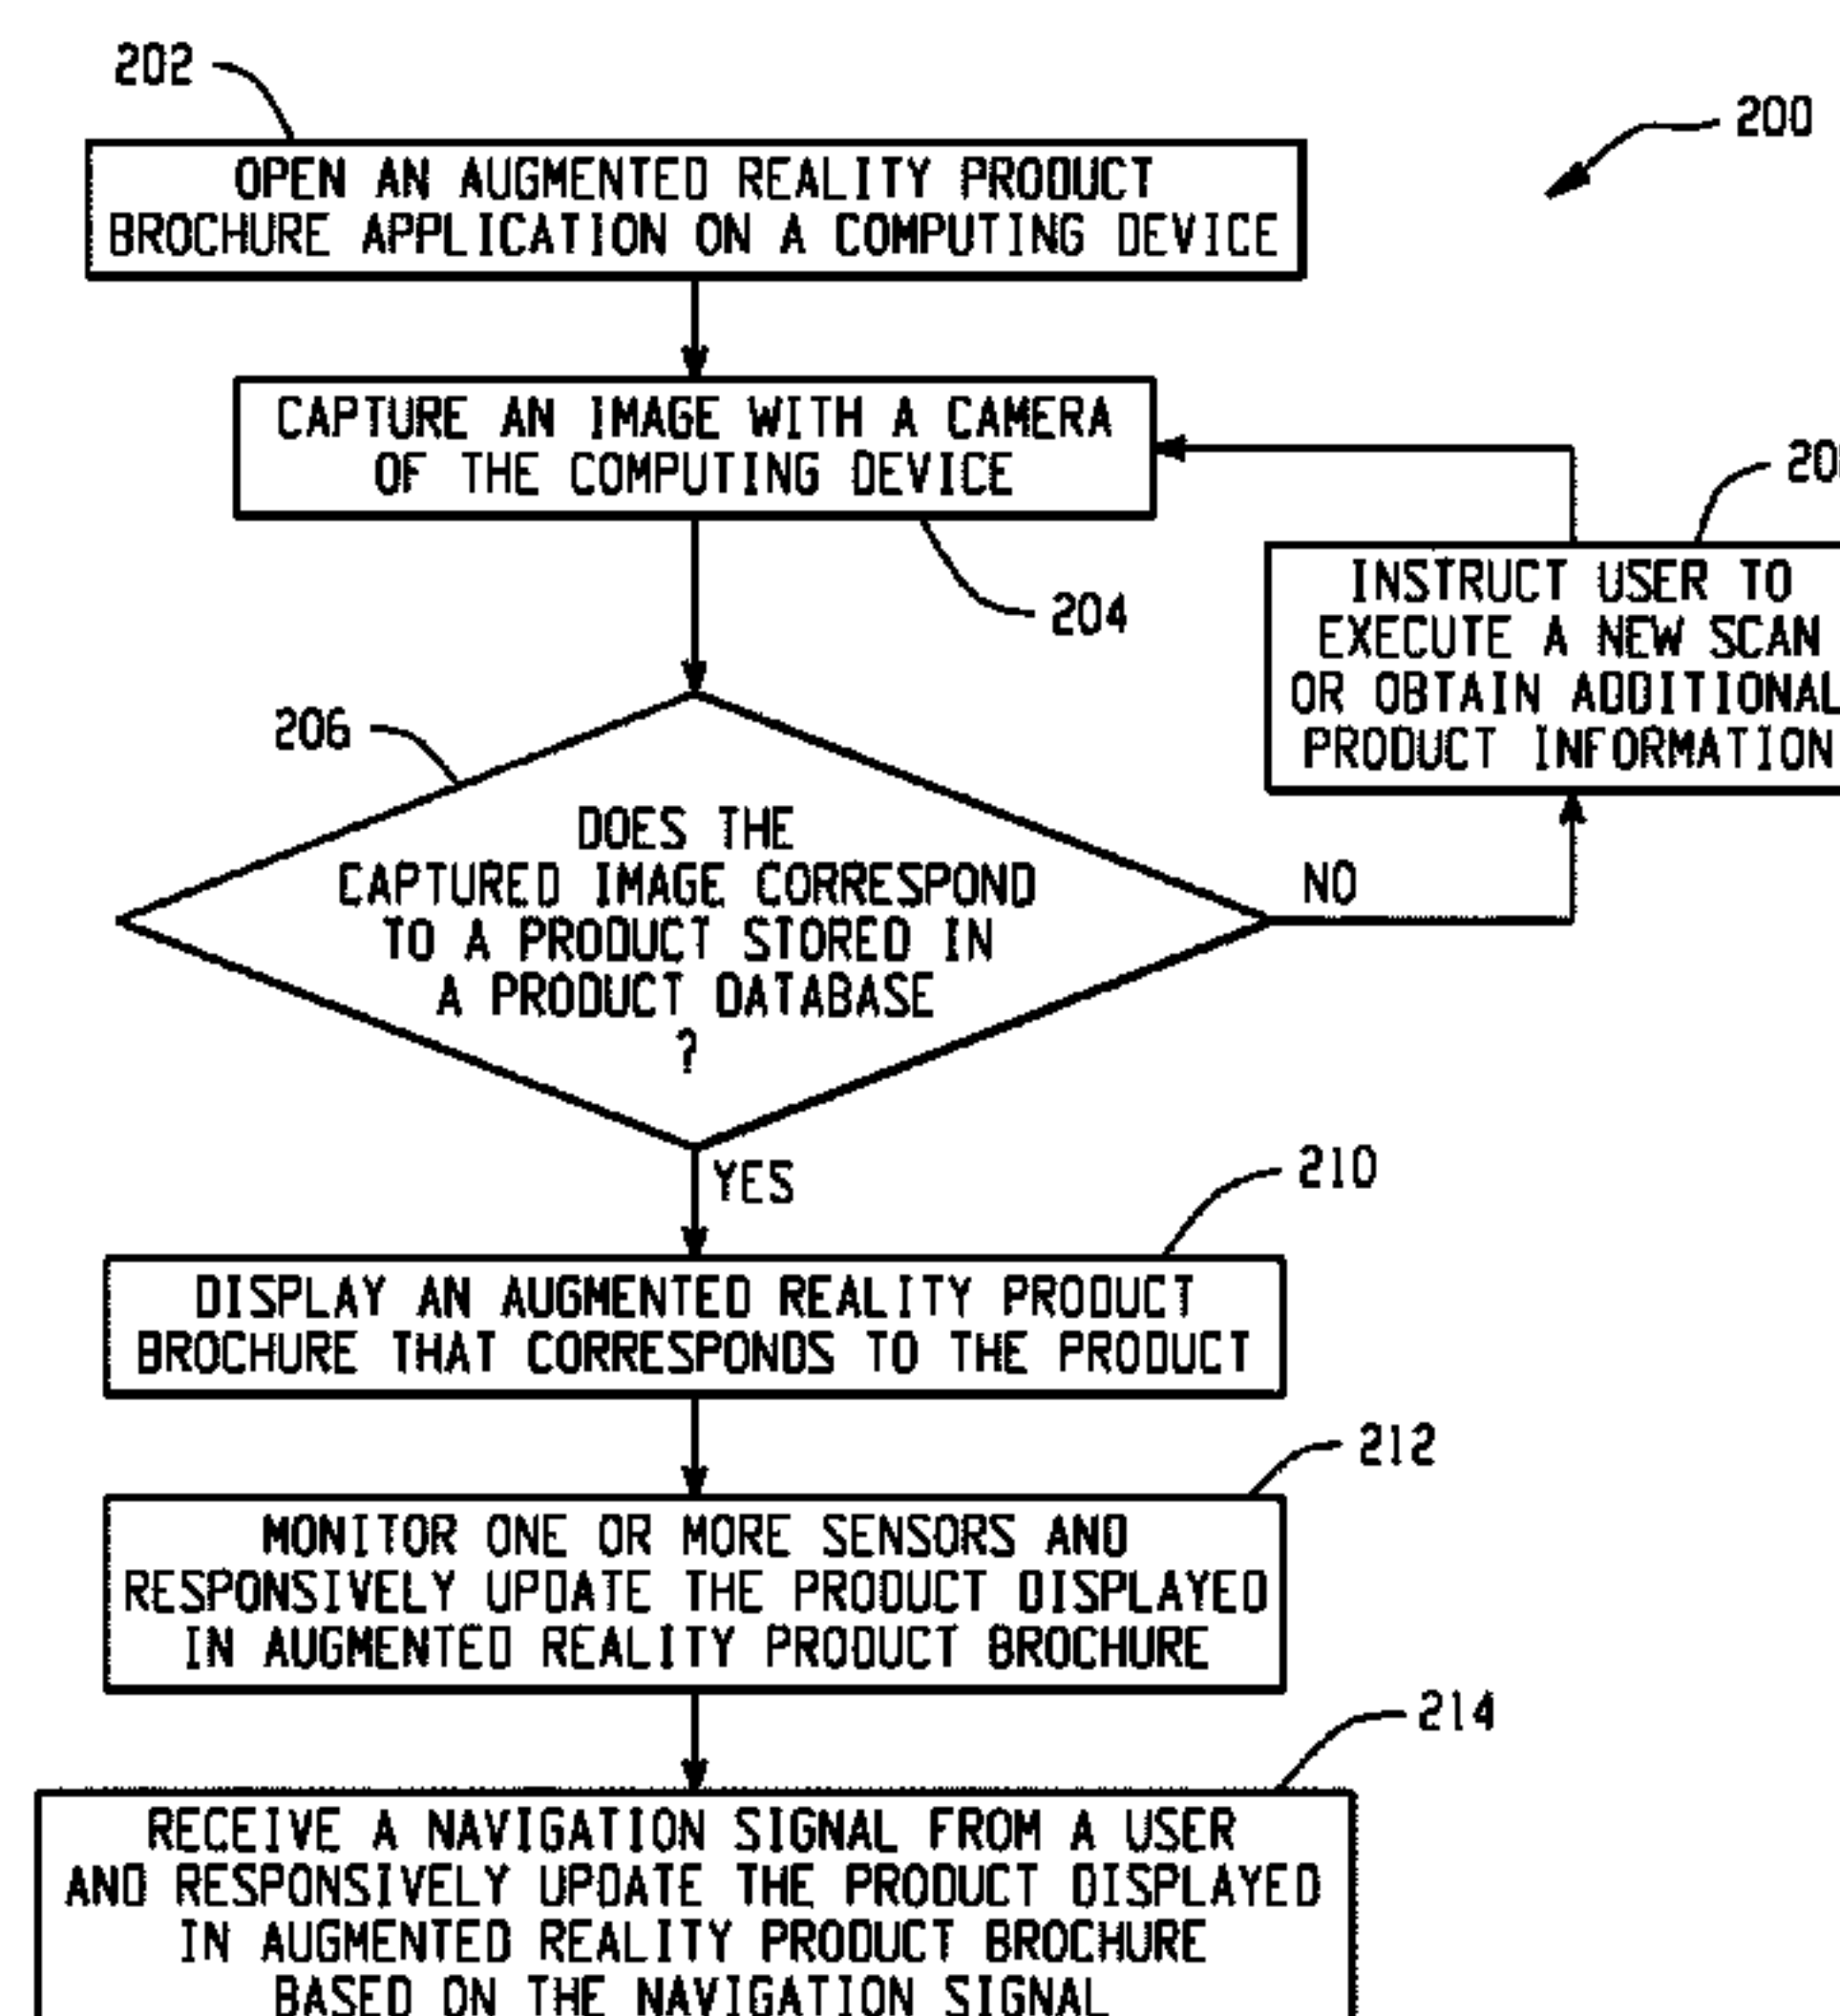 202
200
OPEN AN AUGMENTED REALITY PRODUCT
BROCHURE APPLICATION ON A COMPUTING DEVICE
CAPTURE AN IMAGE WITH A CAMERA
OF THE COMPUTING DEVICE
204
INSTRUCT USER TO
EXECUTE A NEW SCAN
OR OBTAIN ADDITIONAL
PRODUCT INFORMATION
206
DOES THE
CAPTURED IMAGE CORRESPOND
TO A PRODUCT STORED IN
A PRODUCT DATABASE
?
NO
YES
210
DISPLAY AN AUGMENTED REALITY PRODUCT
BROCHURE THAT CORRESPONDS TO THE PRODUCT
212
MONITOR ONE OR MORE SENSORS AND
RESPONSIVELY UPDATE THE PRODUCT DISPLAYED
IN AUGMENTED REALITY PRODUCT BROCHURE
214
RECEIVE A NAVIGATION SIGNAL FROM A USER
AND RESPONSIVELY UPDATE THE PRODUCT DISPLAYED
IN AUGMENTED REALITY PRODUCT BROCHURE
BASED ON THE NAVIGATION SIGNAL